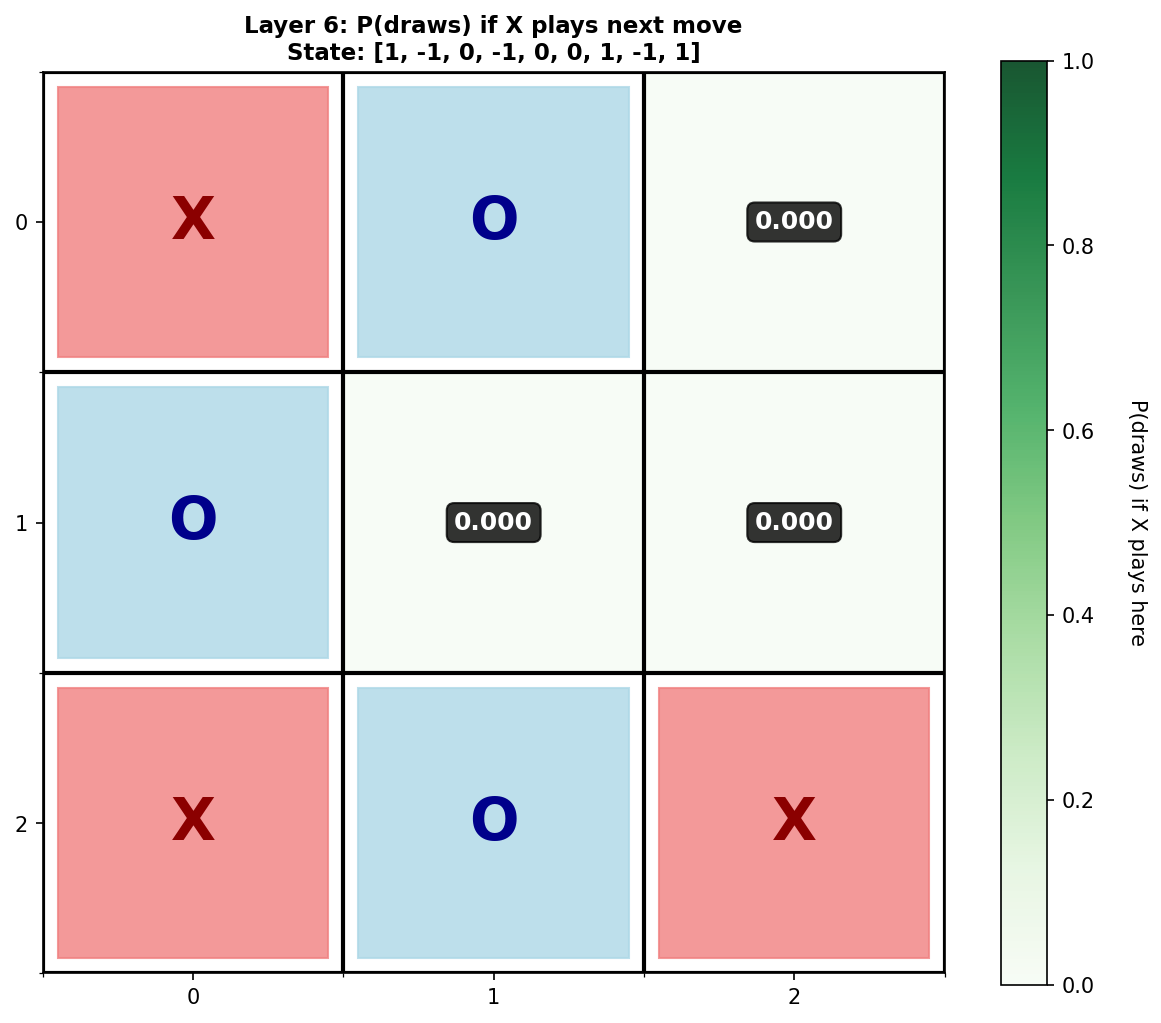 Layer 6: P(draws) if X plays next move
State: [1, -1, 0, -1, 0, 0, 1, -1, 1]
0
X
O
0.000
1
O
0.000
0.000
2
X
O
X
0
1
2
1.0
0.8
0.6
0.4
0.2
0.0
P(draws) if X plays here